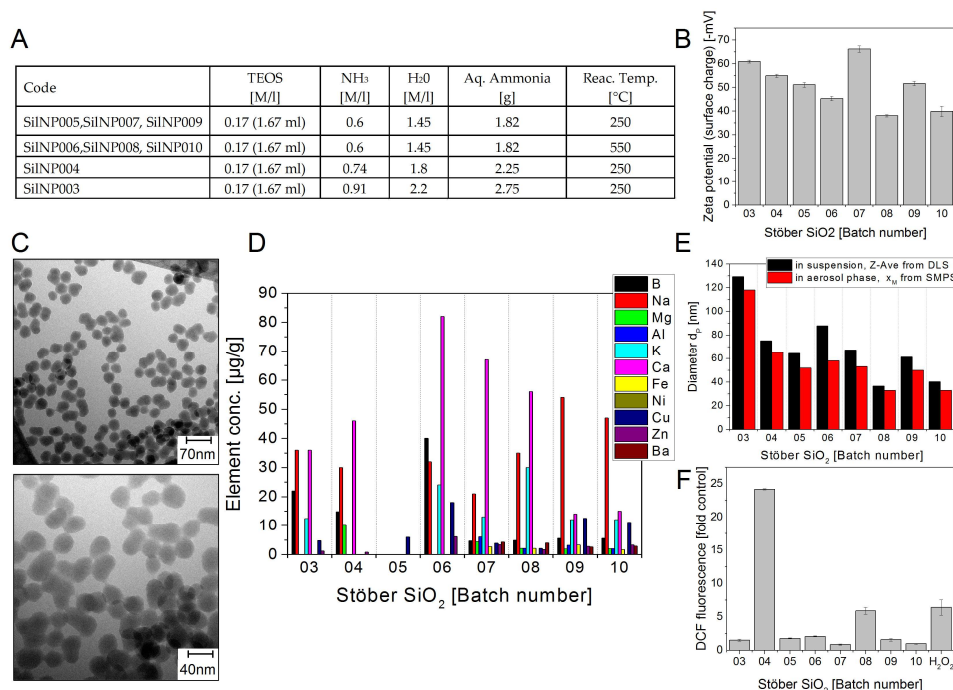 A
Code TEOS [M/l] NH₃ [M/l] H₂0 [M/l] Aq. Ammonia [g] Reac. Temp. [°C]
SilNP005,SilNP007, SilNP009 0.17 (1.67 ml) 0.6 1.45 1.82 250
SilNP006,SilNP008, SilNP010 0.17 (1.67 ml) 0.6 1.45 1.82 550
SilNP004 0.17 (1.67 ml) 0.74 1.8 2.25 250
SilNP003 0.17 (1.67 ml) 0.91 2.2 2.75 250
B
Zeta potential (surface charge) [-mV]
70
60
50
40
30
20
10
0
03 04 05 06 07 08 09 10
Stöber SiO2 [Batch number]
C
70nm
40nm
D
Element conc. [µg/g]
90
80
70
60
50
40
30
20
10
0
B
Na
Mg
Al
K
Ca
Fe
Ni
Cu
Zn
Ba
03 04 05 06 07 08 09 10
Stöber SiO₂ [Batch number]
E
in suspension, Z-Ave from DLS
in aerosol phase, x_M from SMPS
Diameter d_P [nm]
140
120
100
80
60
40
20
0
03 04 05 06 07 08 09 10
Stöber SiO₂ [Batch number]
F
DCF fluorescence [fold control]
25
20
15
10
5
0
03 04 05 06 07 08 09 10 H₂O₂
Stöber SiO₂ [Batch number]